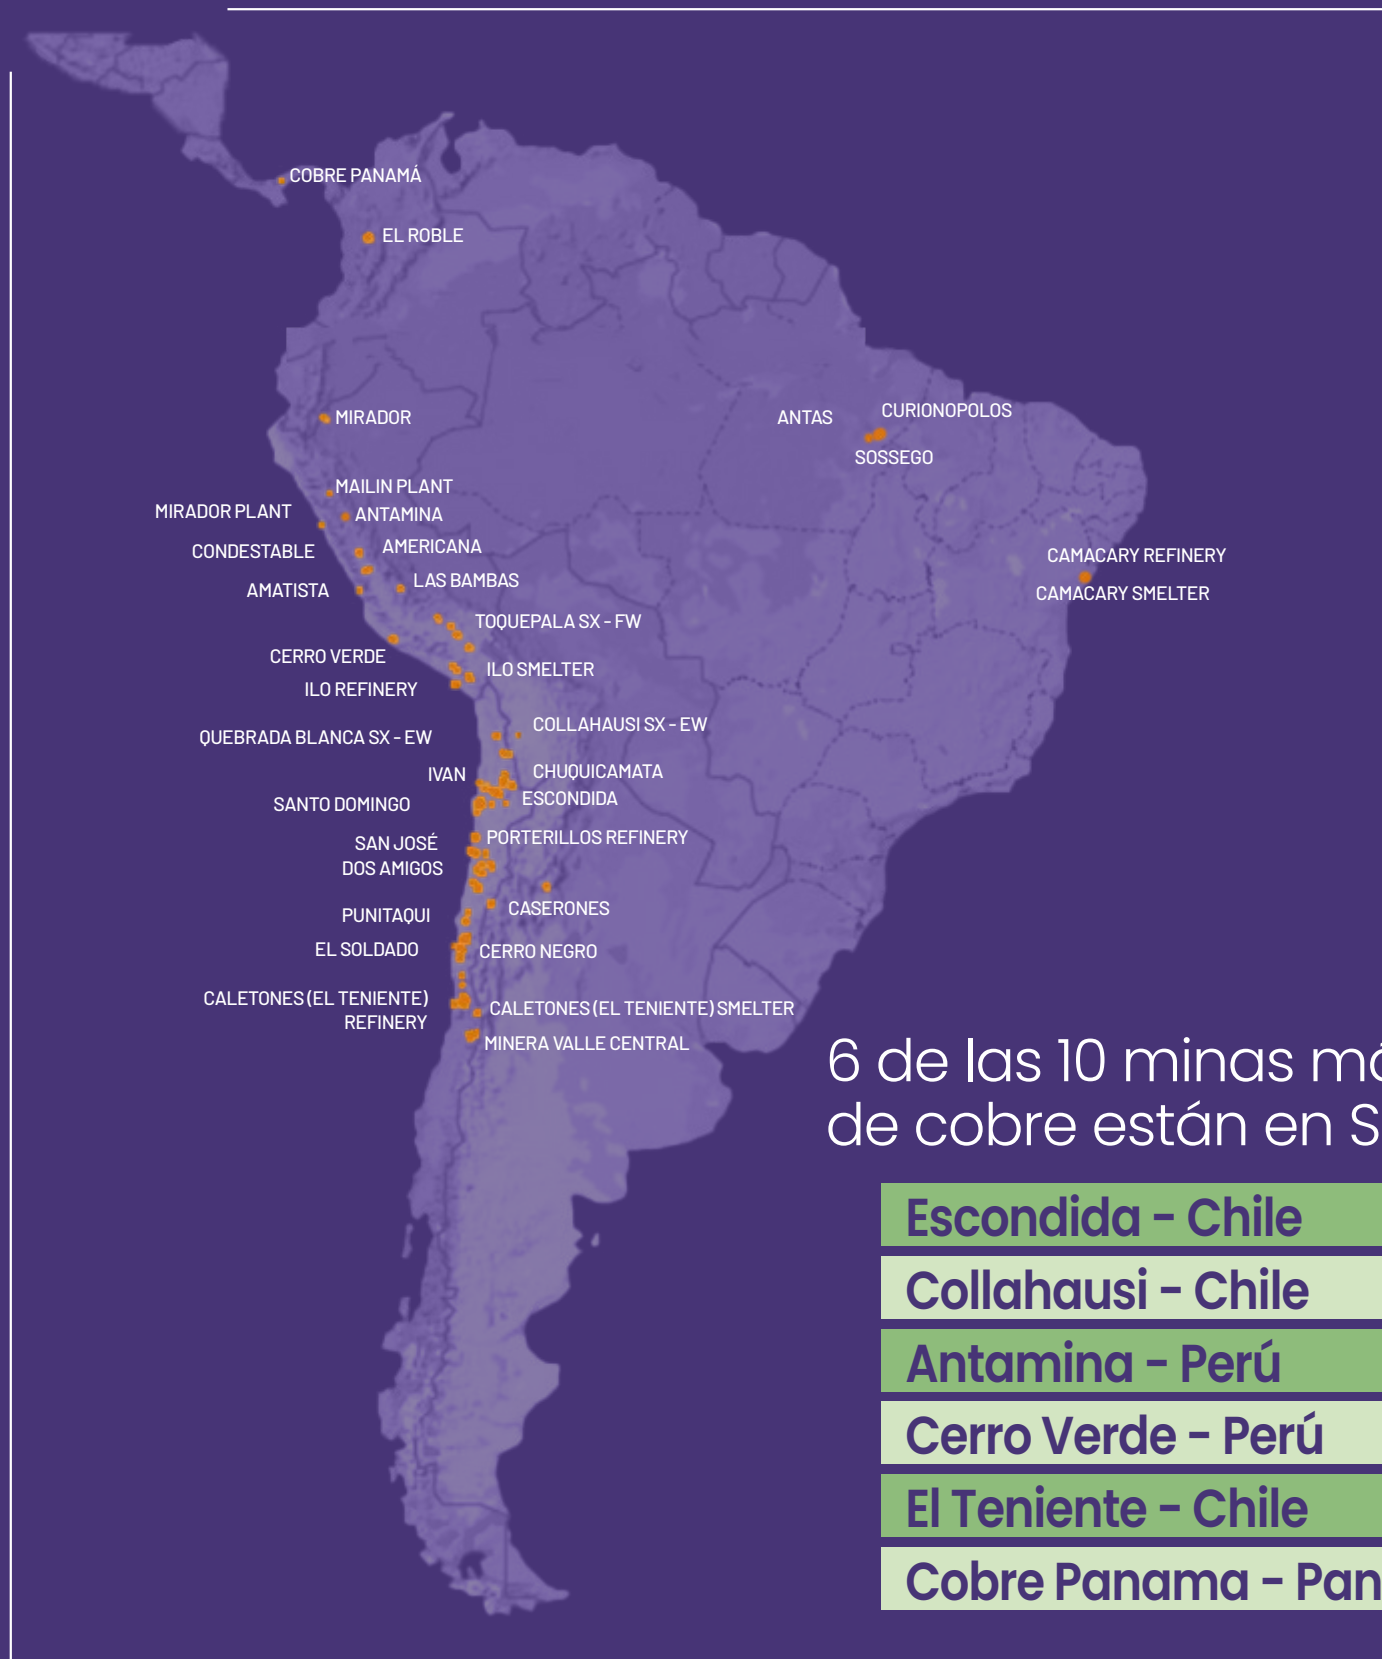 COBRE PANAMÁ
EL ROBLE
MIRADOR
ANTAS
CURIONOPOLOS
SOSSEGO
MAILIN PLANT
MIRADOR PLANT
ANTAMINA
CONDESTABLE
AMERICANA
AMATISTA
LAS BAMBAS
CAMACARY REFINERY
CAMACARY SMELTER
TOQUEPALA SX - FW
CERRO VERDE
ILO SMELTER
ILO REFINERY
COLLAHAUSI SX - EW
QUEBRADA BLANCA SX - EW
IVAN
CHUQUICAMATA
ESCONDIDA
SANTO DOMINGO
PORTERILLOS REFINERY
SAN JOSÉ
DOS AMIGOS
CASERONES
PUNITAQUI
EL SOLDADO
CERRO NEGRO
CALETONES (EL TENIENTE)
REFINERY
CALETONES (EL TENIENTE) SMELTER
MINERA VALLE CENTRAL
6 de las 10 minas má
de cobre están en S
Escondida - Chile
Collahausi - Chile
Antamina - Perú
Cerro Verde - Perú
El Teniente - Chile
Cobre Panama - Pan